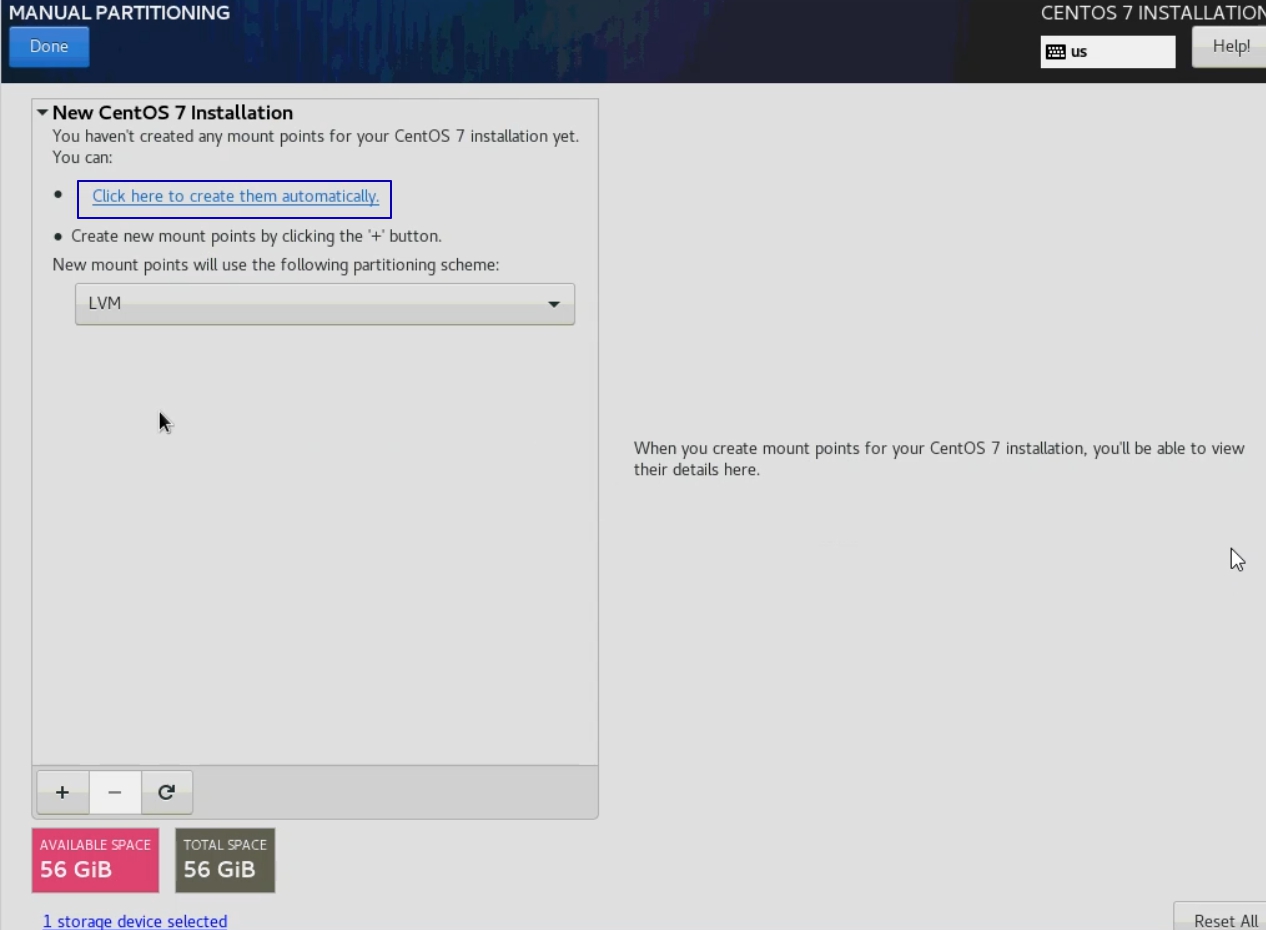 MANUAL PARTITIONING
CENTOS 7 INSTALLATION
Done
us
Help!
New CentOS 7 Installation
You haven't created any mount points for your CentOS 7 installation yet.
You can:
• Click here to create them automatically.
• Create new mount points by clicking the '+' button.
New mount points will use the following partitioning scheme:
LVM
When you create mount points for your CentOS 7 installation, you'll be able to view
their details here.
+ −
AVAILABLE SPACE
56 GiB
TOTAL SPACE
56 GiB
1 storage device selected
Reset All